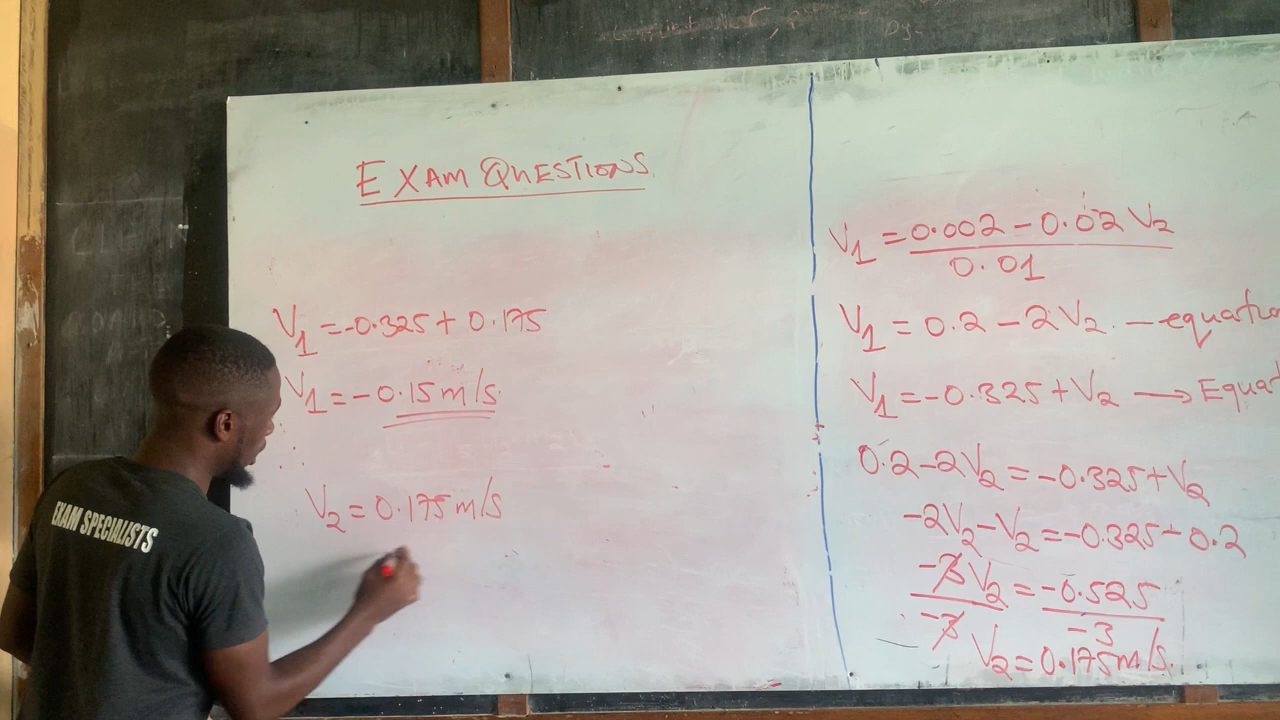 EXAM QUESTIONS
V₁ = -0.325 + 0.175
V₁ = -0.15 m/s.
V₂ = 0.175 m/s
EXAM SPECIALISTS
V₁ = 0.002 - 0.02 V₂
0.01
V₁ = 0.2 - 2V₂. - equatio
V₁ = -0.325 + V₂ → Equat
0.2 - 2V₂ = -0.325 + V₂
-2V₂ - V₂ = -0.325 - 0.2
-3V₂ = -0.525
-3 -3
V₂ = 0.175 m/s.